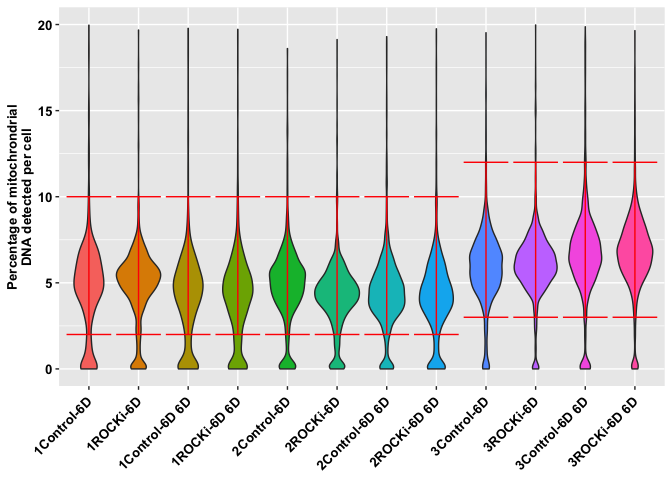 20
15
10
5
0
Percentage of mitochrondrial
DNA detected per cell
1Control-6D
1ROCKi-6D
1Control-6D 6D
1ROCKi-6D 6D
2Control-6D
2ROCKi-6D
2Control-6D 6D
2ROCKi-6D 6D
3Control-6D
3ROCKi-6D
3Control-6D 6D
3ROCKi-6D 6D